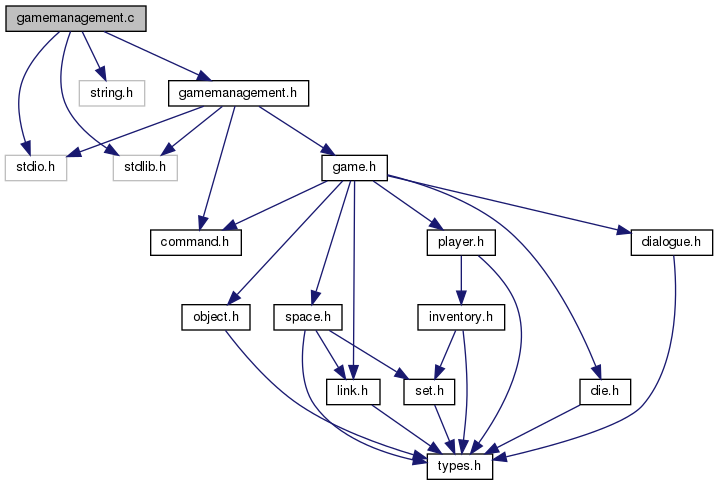 gamemanagement.c
string.h
gamemanagement.h
stdio.h
stdlib.h
game.h
command.h
player.h
dialogue.h
object.h
space.h
inventory.h
link.h
set.h
die.h
types.h